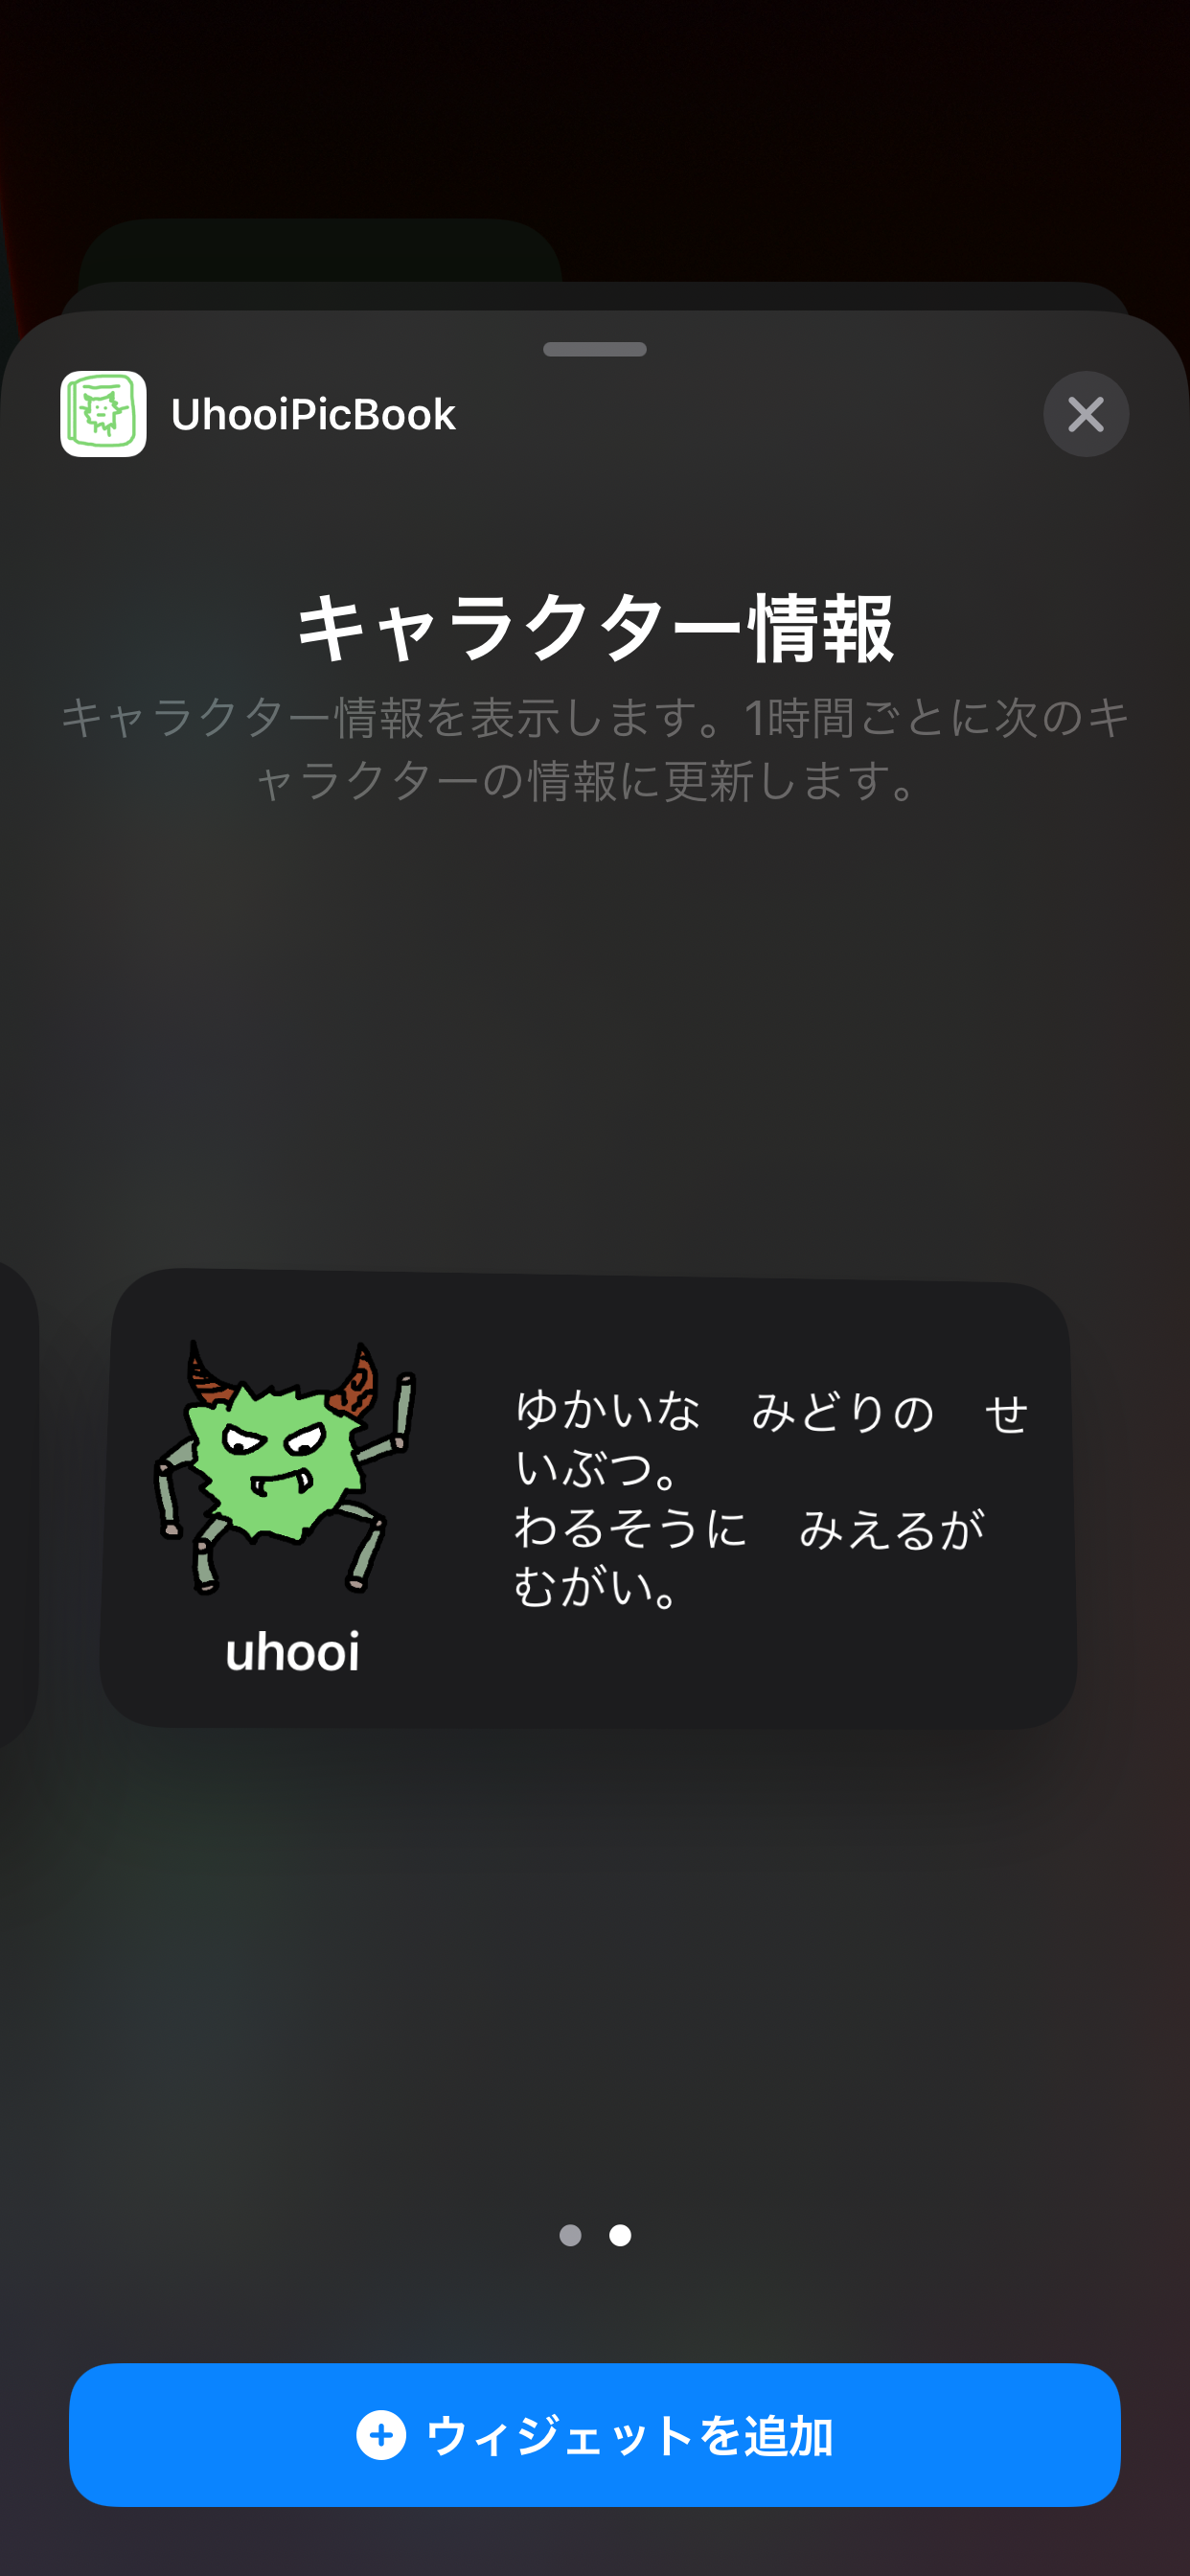 UhooiPicBook
キャラクター情報
キャラクター情報を表示します。1時間ごとに次のキ
ャラクターの情報に更新します。
ゆかいな　みどりの　せ
いぶつ。
わるそうに　みえるが
むがい。
uhooi
ウィジェットを追加